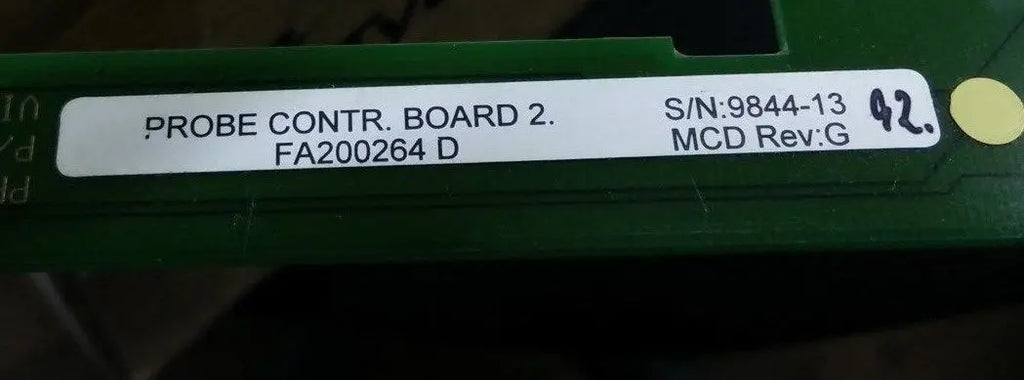 PROBE CONTR. BOARD 2.
FA200264 D
S/N:9844-13
MCD Rev:G
92.